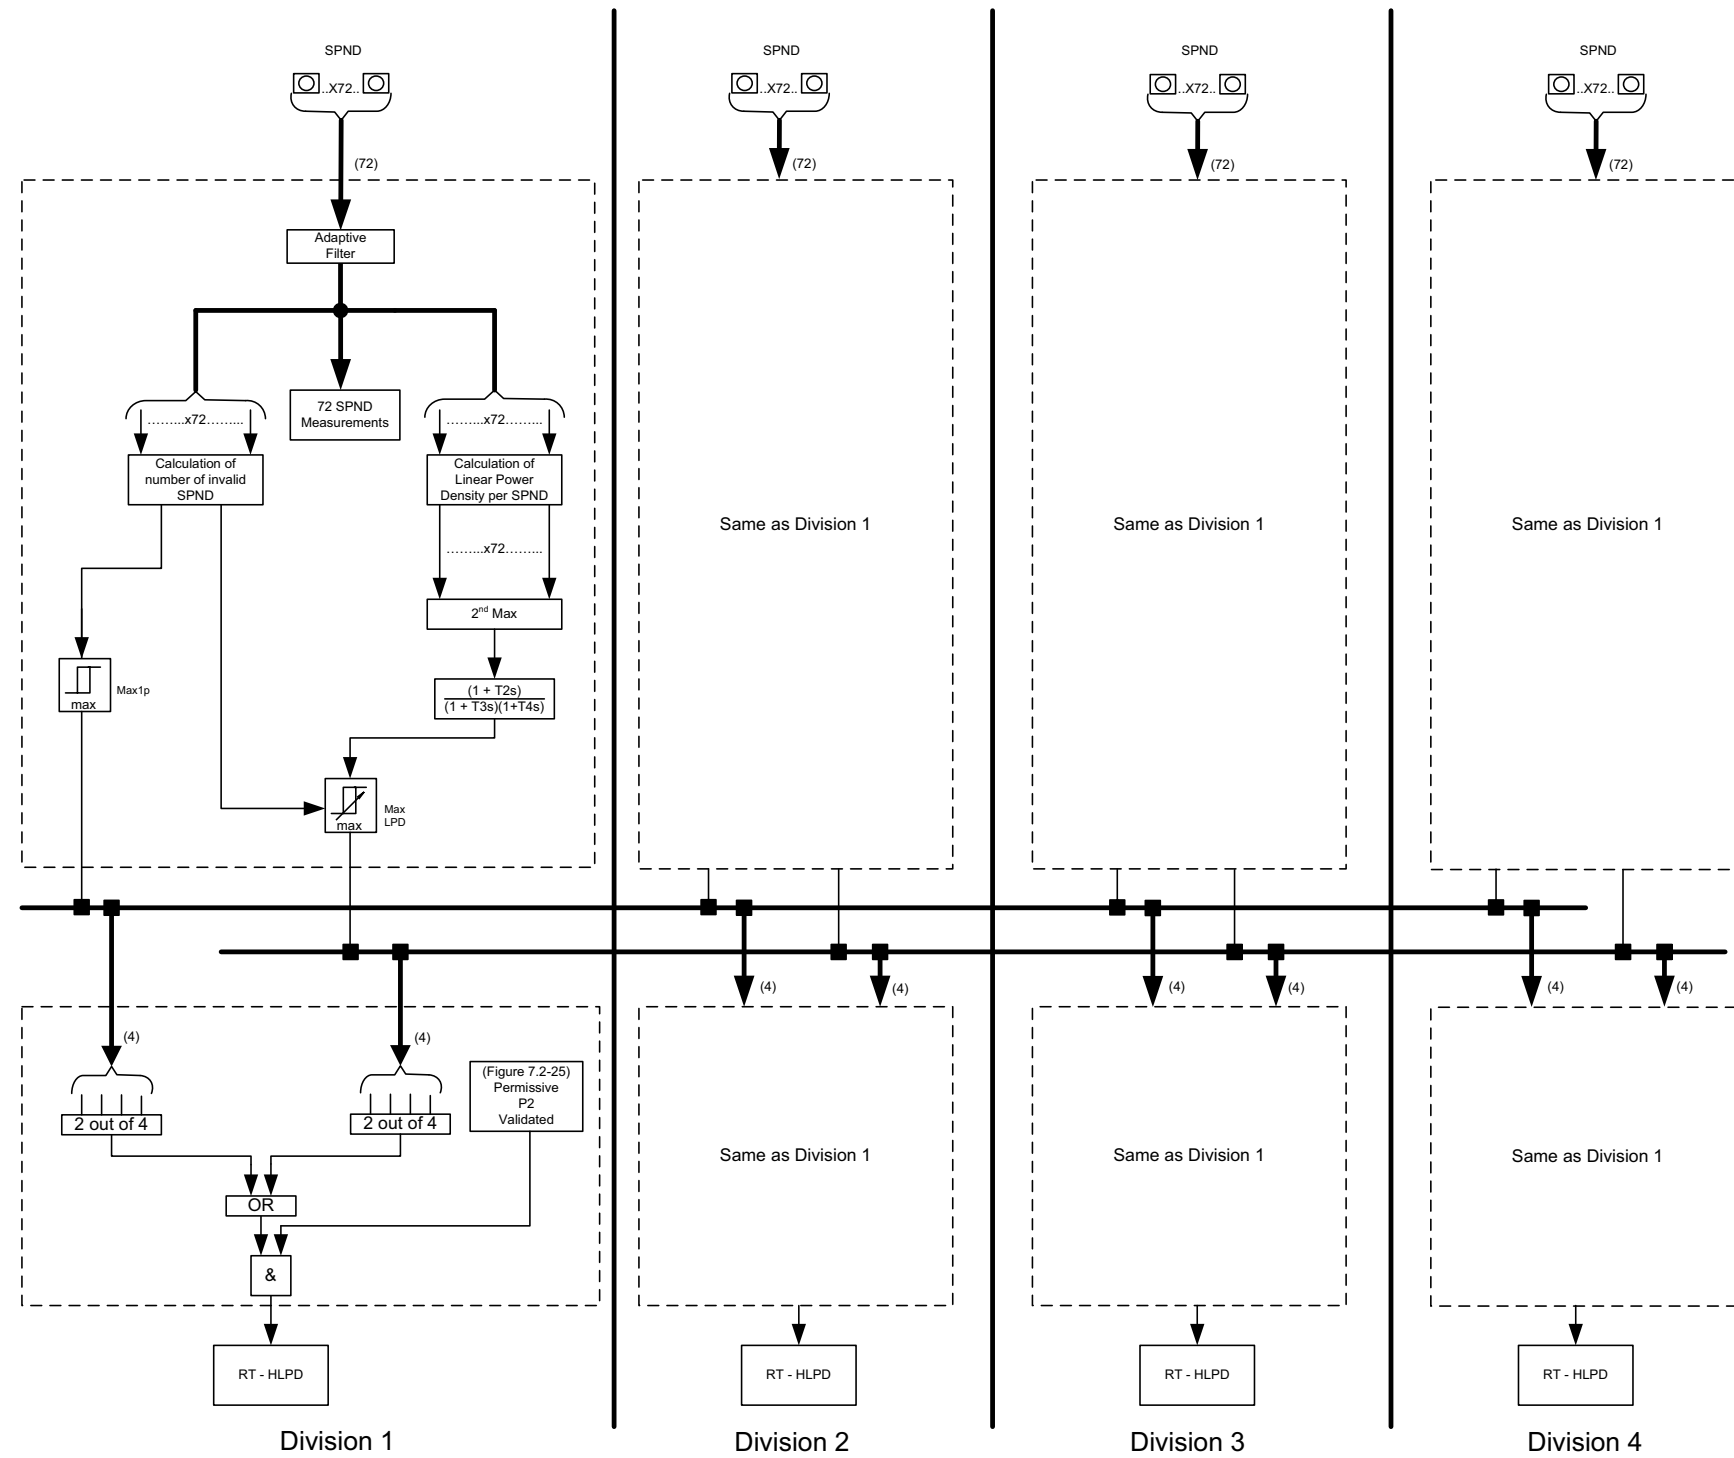 SPND
SPND
SPND
SPND
..X72..
..X72..
..X72..
..X72..
(72)
(72)
(72)
(72)
Adaptive
Filter
72 SPND
Measurements
.........x72.........
.........x72.........
Calculation of
number of invalid
SPND
Calculation of
Linear Power
Density per SPND
.........x72.........
Same as Division 1
Same as Division 1
Same as Division 1
2nd Max
max
Max1p
(1 + T2s)
(1 + T3s)(1+T4s)
max
Max
LPD
(4)
(4)
(4)
(4)
(4)
(4)
(4)
(4)
2 out of 4
2 out of 4
(Figure 7.2-25)
Permissive
P2
Validated
OR
&
Same as Division 1
Same as Division 1
Same as Division 1
RT - HLPD
RT - HLPD
RT - HLPD
RT - HLPD
Division 1
Division 2
Division 3
Division 4